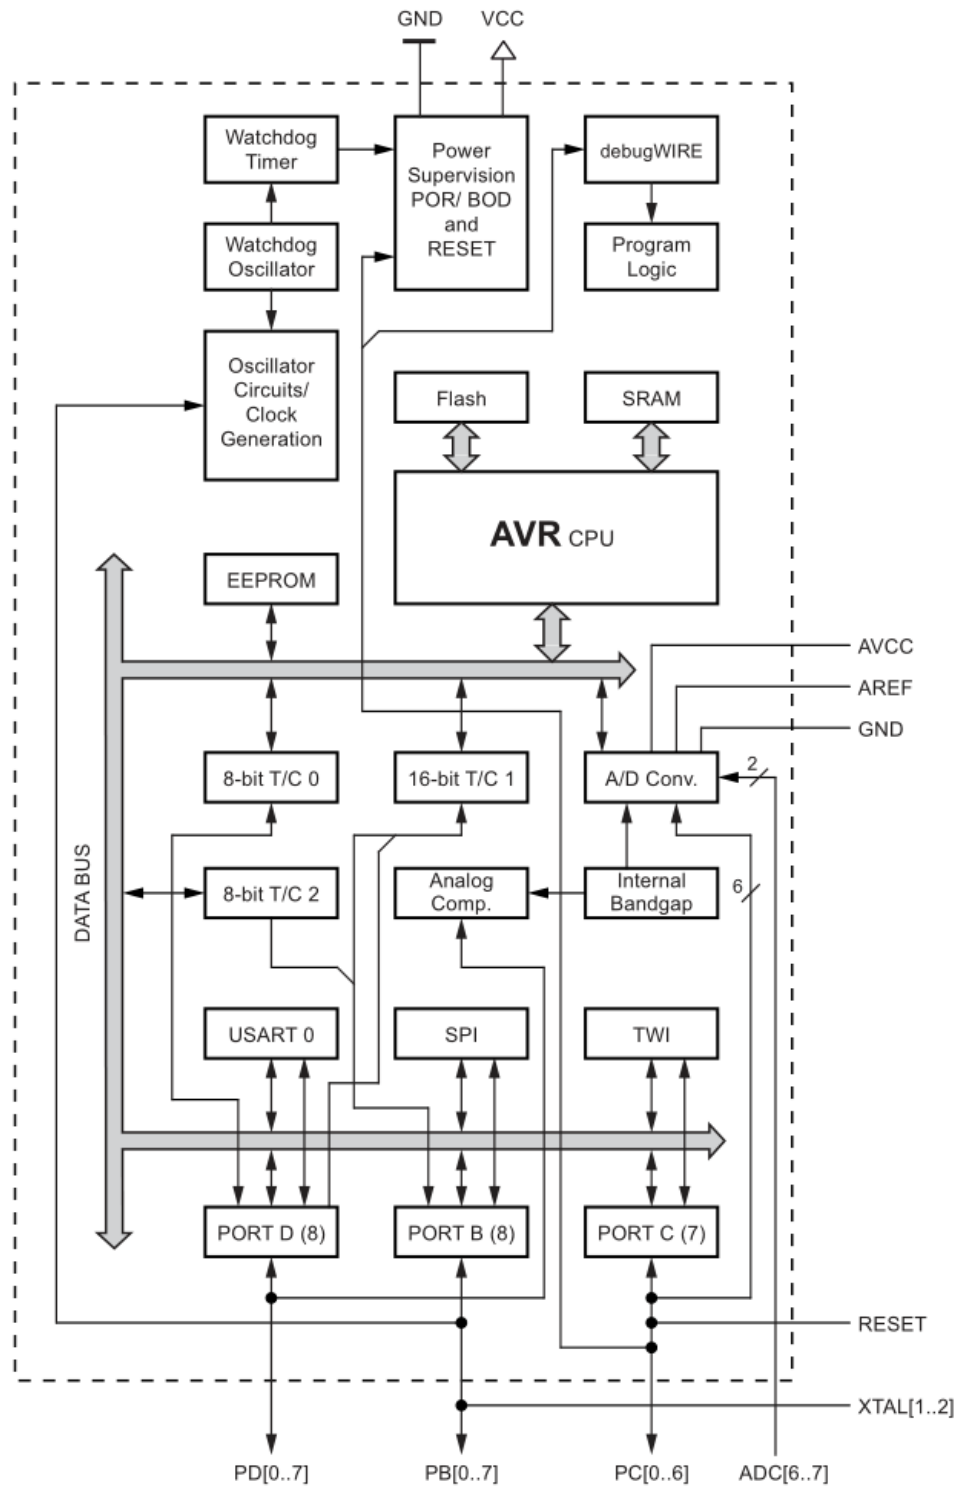 GND
VCC
Watchdog
Timer
Power
Supervision
POR/ BOD
and
RESET
debugWIRE
Watchdog
Oscillator
Program
Logic
Oscillator
Circuits/
Clock
Generation
Flash
SRAM
AVR CPU
EEPROM
AVCC
AREF
GND
8-bit T/C 0
16-bit T/C 1
A/D Conv.
2
DATA BUS
8-bit T/C 2
Analog
Comp.
Internal
Bandgap
6
USART 0
SPI
TWI
PORT D (8)
PORT B (8)
PORT C (7)
RESET
XTAL[1..2]
PD[0..7]
PB[0..7]
PC[0..6]
ADC[6..7]